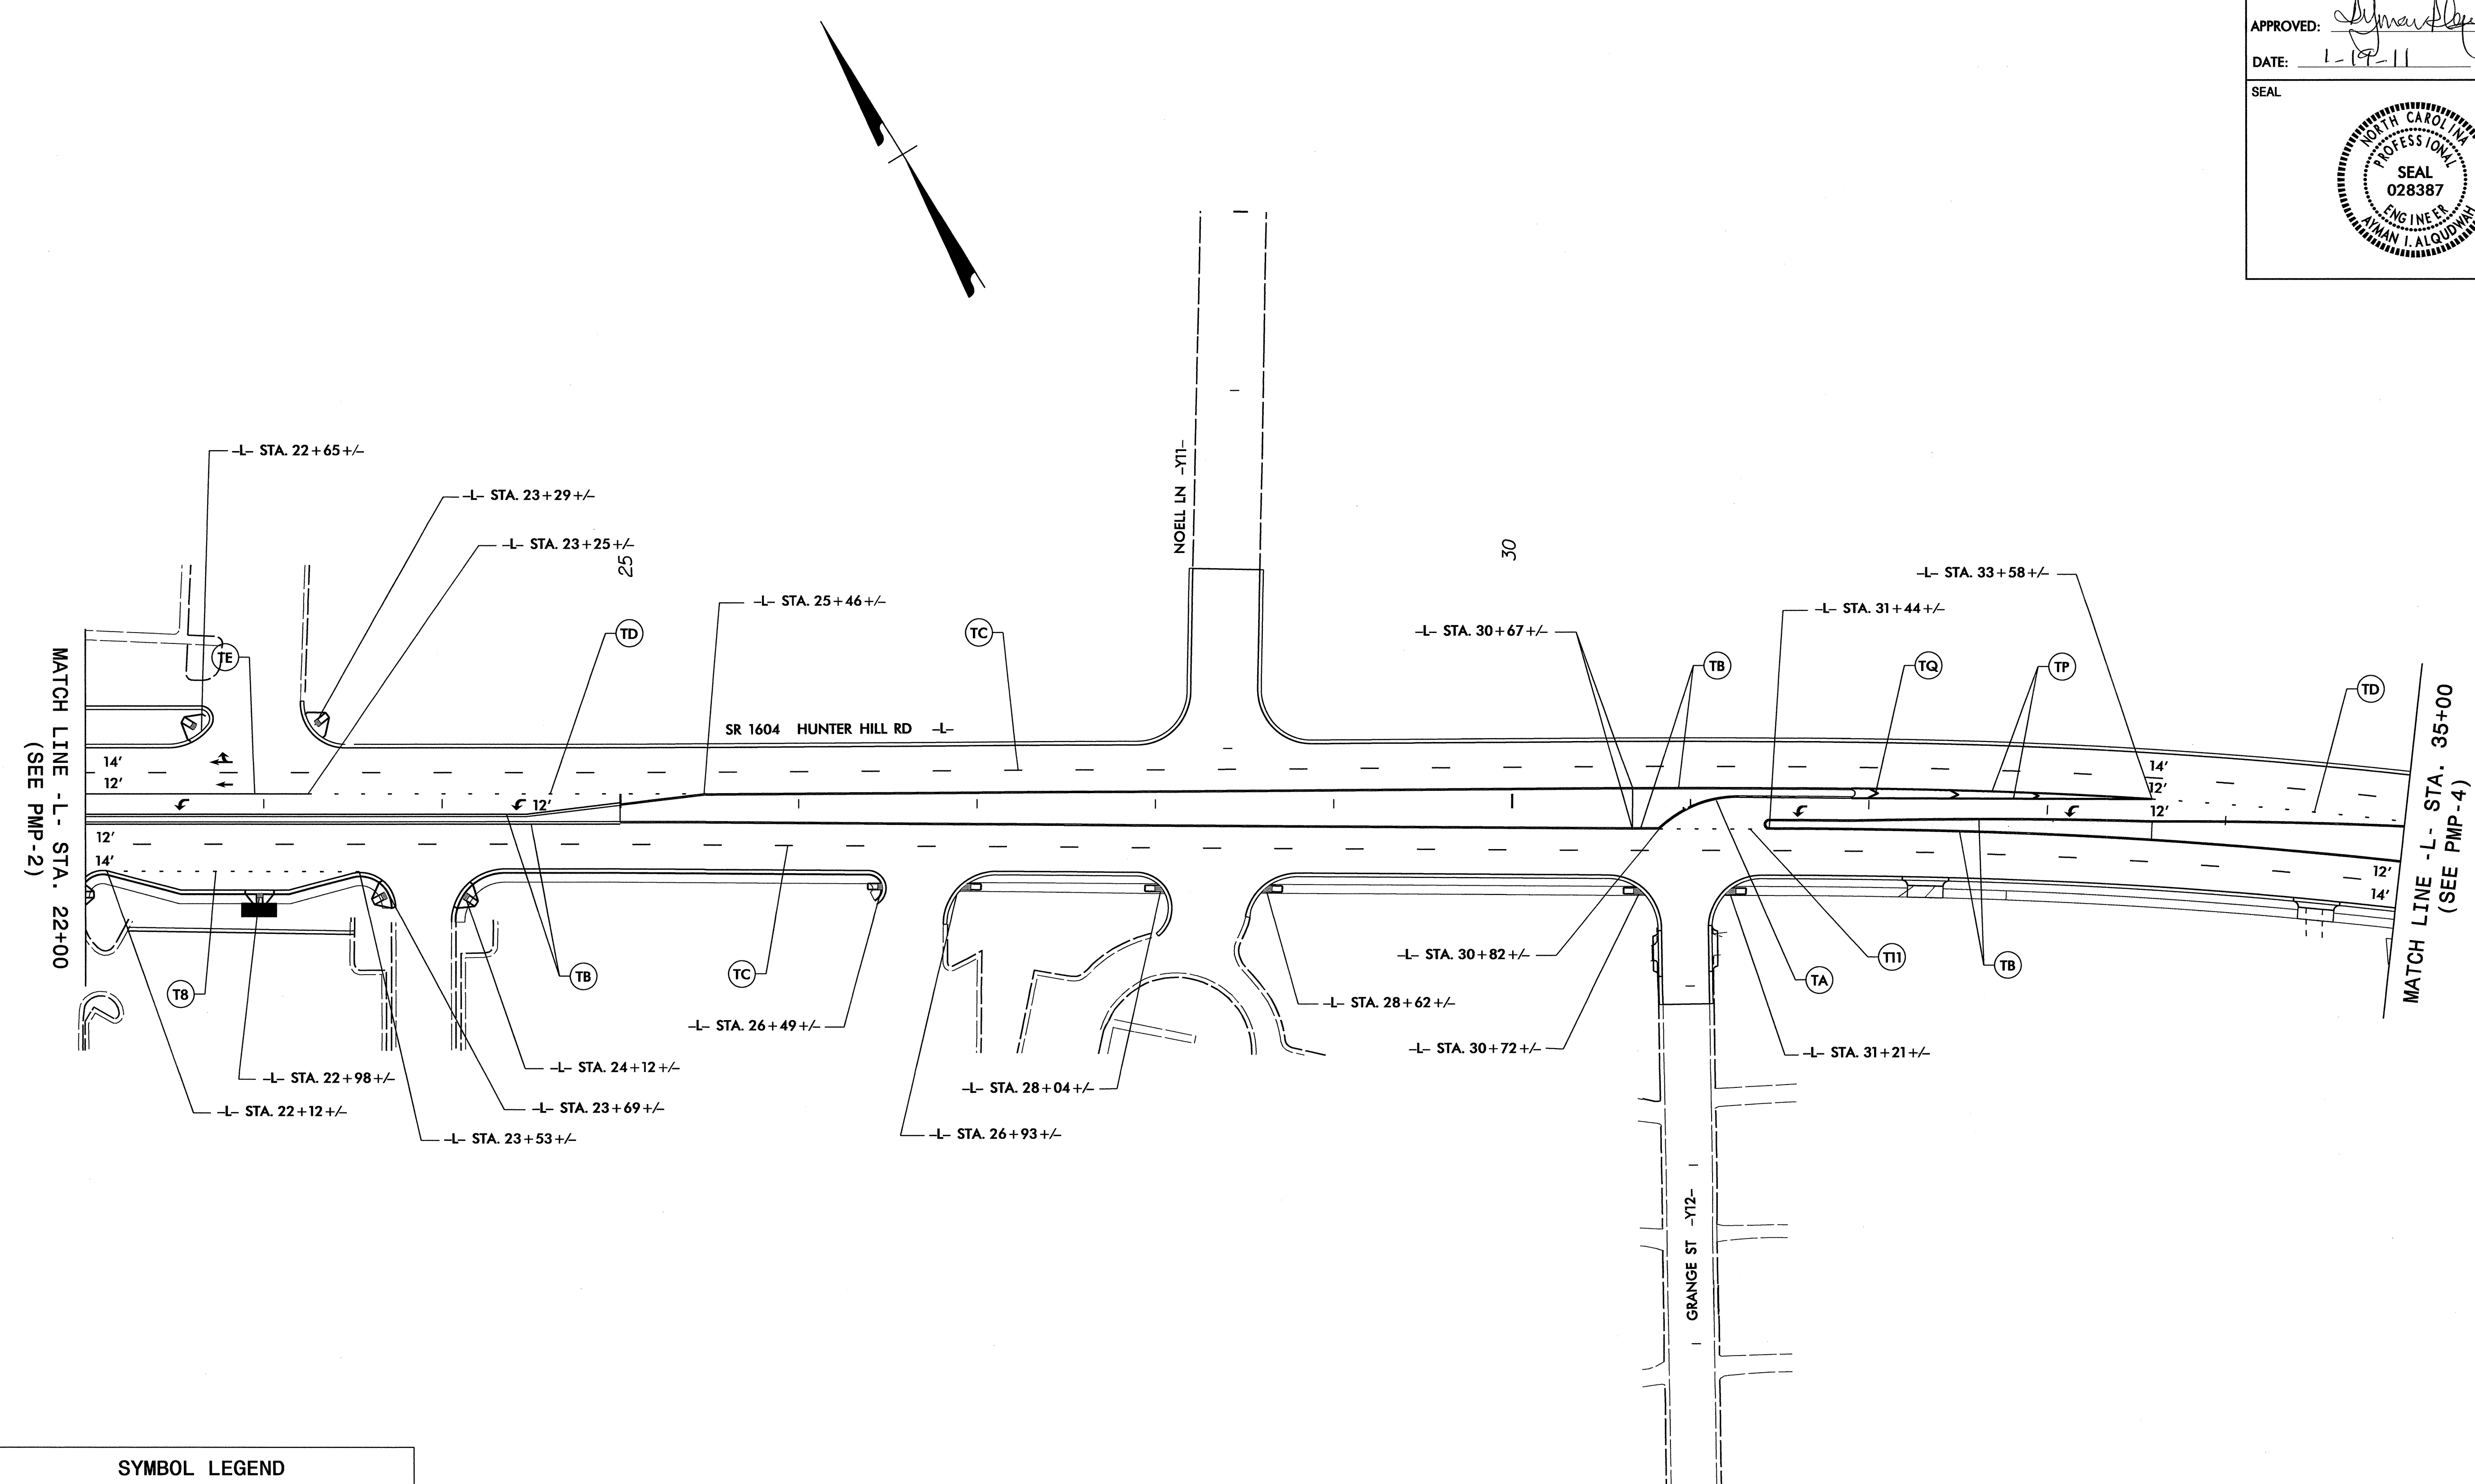 APPROVED:
DATE: 1-19-11
SEAL
NORTH CAROLINA
PROFESSIONAL
SEAL
028387
ENGINEER
AYMAN I. ALQUDWAH
NOELL LN -Y11-
-L- STA. 22+65+/-
-L- STA. 23+29+/-
-L- STA. 23+25+/-
25
30
-L- STA. 33+58+/-
-L- STA. 25+46+/-
-L- STA. 31+44+/-
TD
TC
-L- STA. 30+67+/-
TE
TB
TQ
TP
TD
SR 1604 HUNTER HILL RD -L-
MATCH LINE -L- STA. 22+00
(SEE PMP-2)
MATCH LINE -L- STA. 35+00
(SEE PMP-4)
14'
12'
14'
12'
12'
12'
12'
14'
12'
14'
T8
TB
TC
-L- STA. 30+82+/-
T11
TA
TB
-L- STA. 28+62+/-
-L- STA. 26+49+/-
-L- STA. 30+72+/-
-L- STA. 31+21+/-
-L- STA. 24+12+/-
-L- STA. 22+98+/-
-L- STA. 28+04+/-
-L- STA. 22+12+/-
-L- STA. 23+69+/-
-L- STA. 23+53+/-
-L- STA. 26+93+/-
GRANGE ST -Y12-
SYMBOL LEGEND